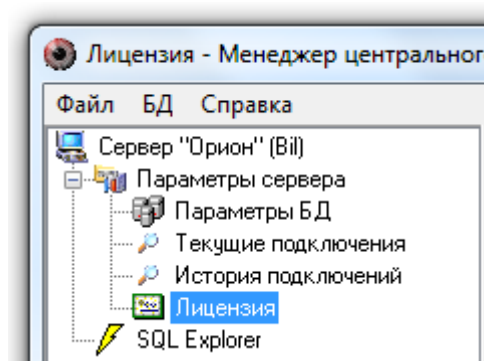 Лицензия - Менеджер центральног
Файл БД Справка
Сервер "Орион" (Bil)
Параметры сервера
Параметры БД
Текущие подключения
История подключений
Лицензия
SQL Explorer